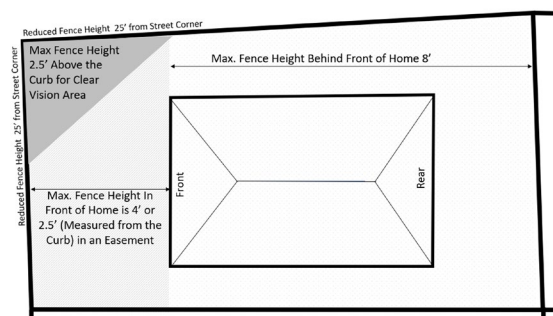 Reduced Fence Height 25' from Street Corner
Reduced Fence Height 25' from Street Corner
Max Fence Height
2.5' Above the
Curb for Clear
Vision Area
Max. Fence Height Behind Front of Home 8'
Max. Fence Height In
Front of Home is 4' or
2.5' (Measured from the
Curb) in an Easement
Front
Rear